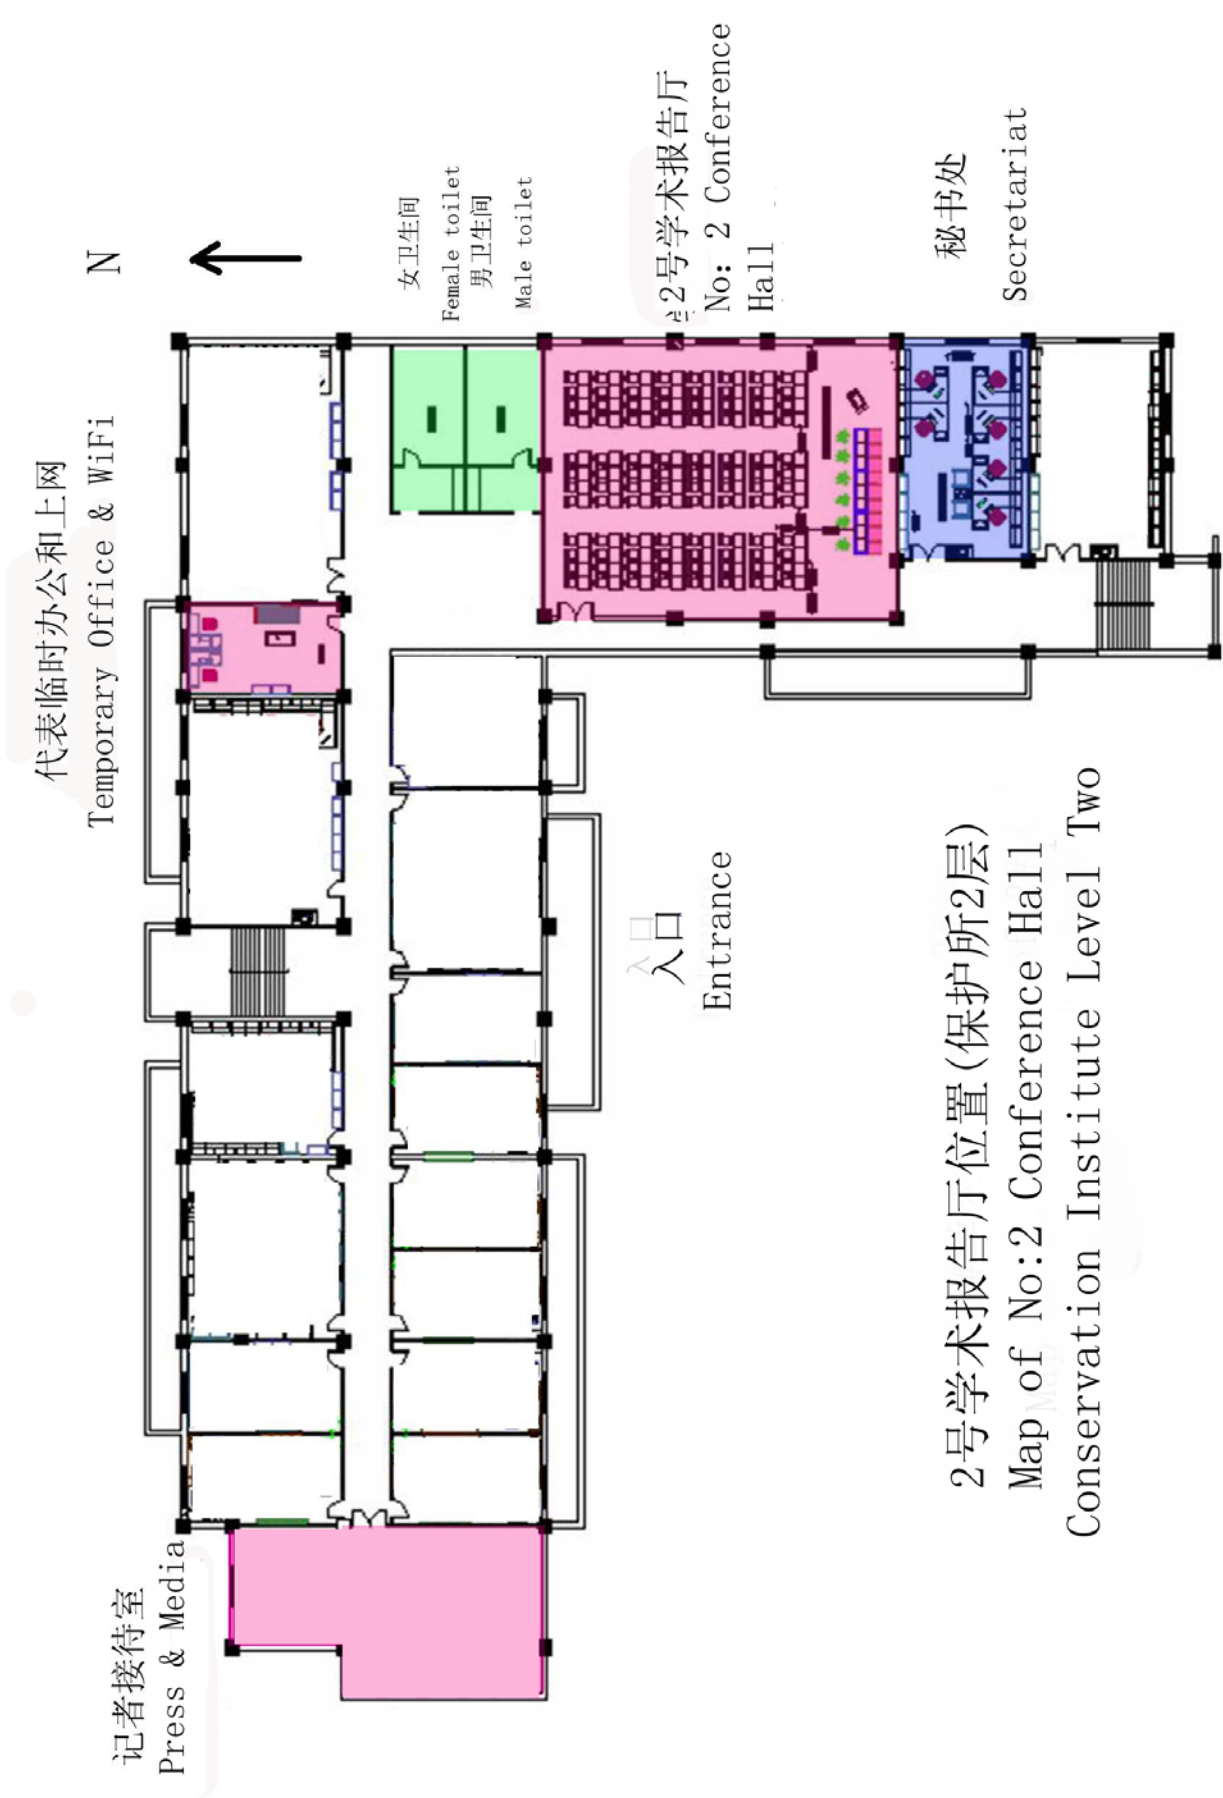 N
代表临时办公和上网
Temporary Office & WiFi
女卫生间
Female toilet
男卫生间
Male toilet
2号学术报告厅
No: 2 Conference
Hall
秘书处
Secretariat
入口
Entrance
记者接待室
Press & Media
2号学术报告厅位置(保护所2层)
Map of No:2 Conference Hall
Conservation Institute Level Two